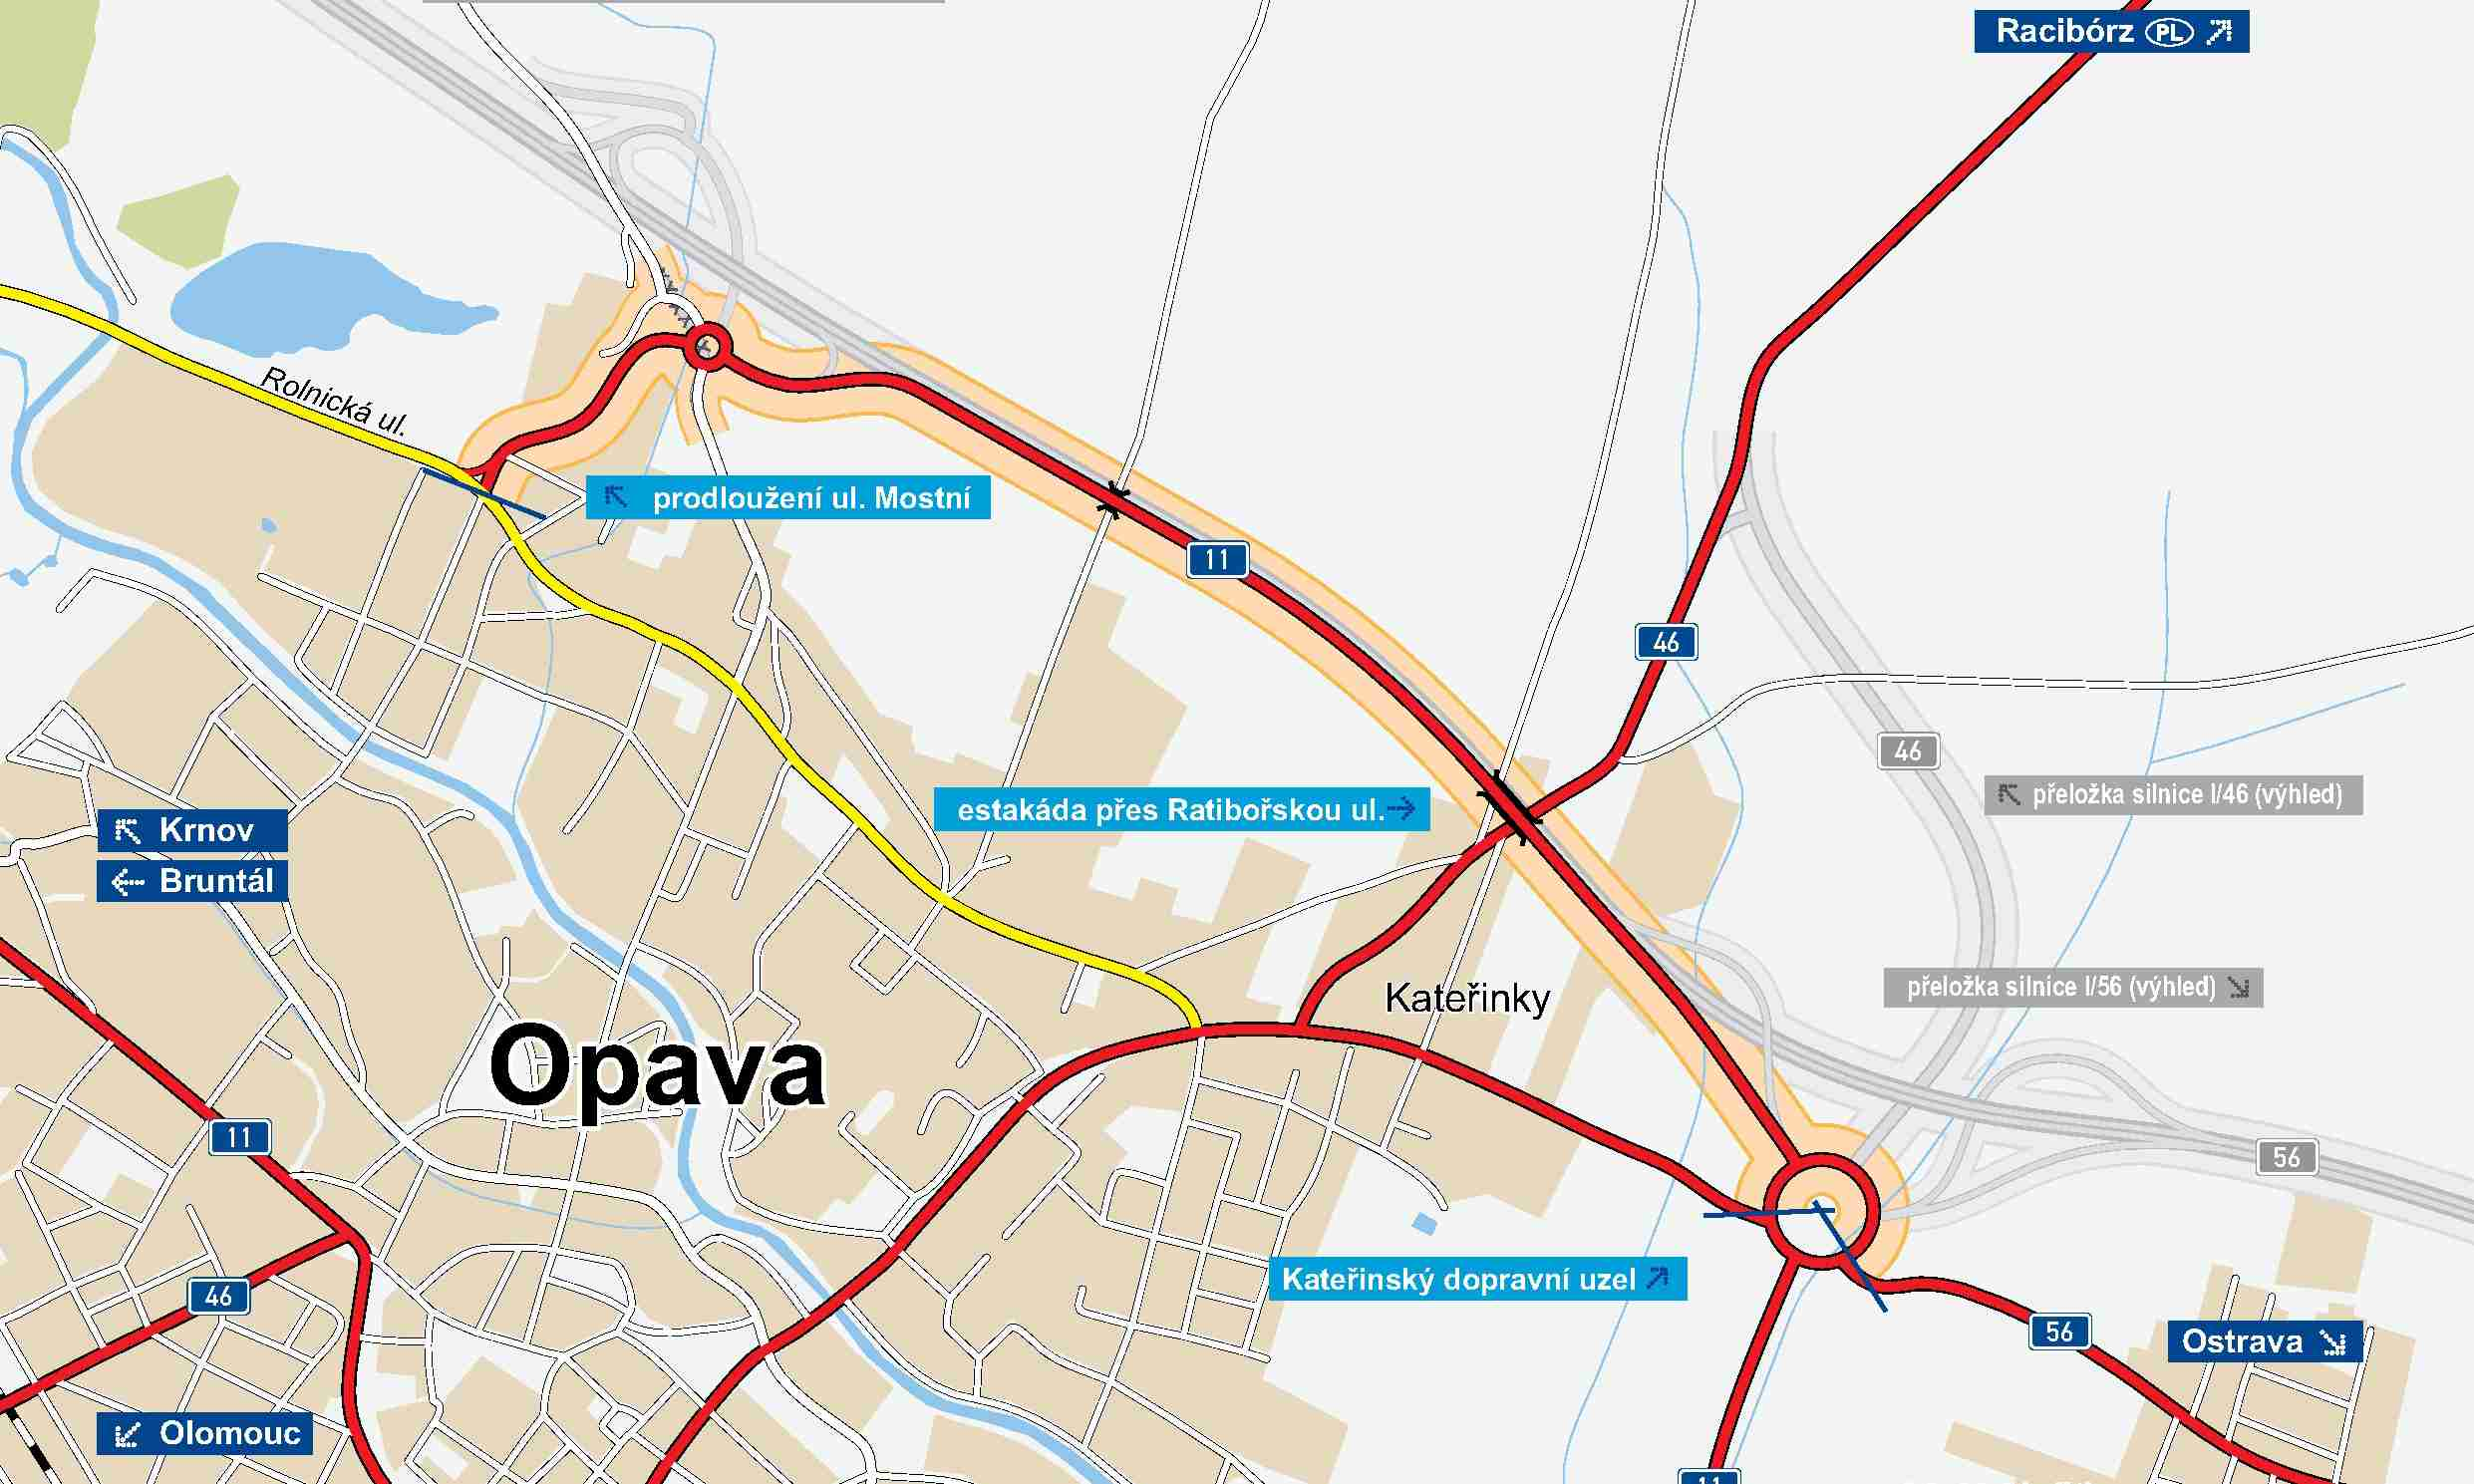 Racibórz PL
Rolnická ul.
prodloužení ul. Mostní
11
46
46
přeložka silnice I/46 (výhled)
estakáda přes Ratibořskou ul.
Krnov
Bruntál
přeložka silnice I/56 (výhled)
Kateřinky
Opava
11
56
Kateřinský dopravní uzel
46
56
Ostrava
Olomouc
11